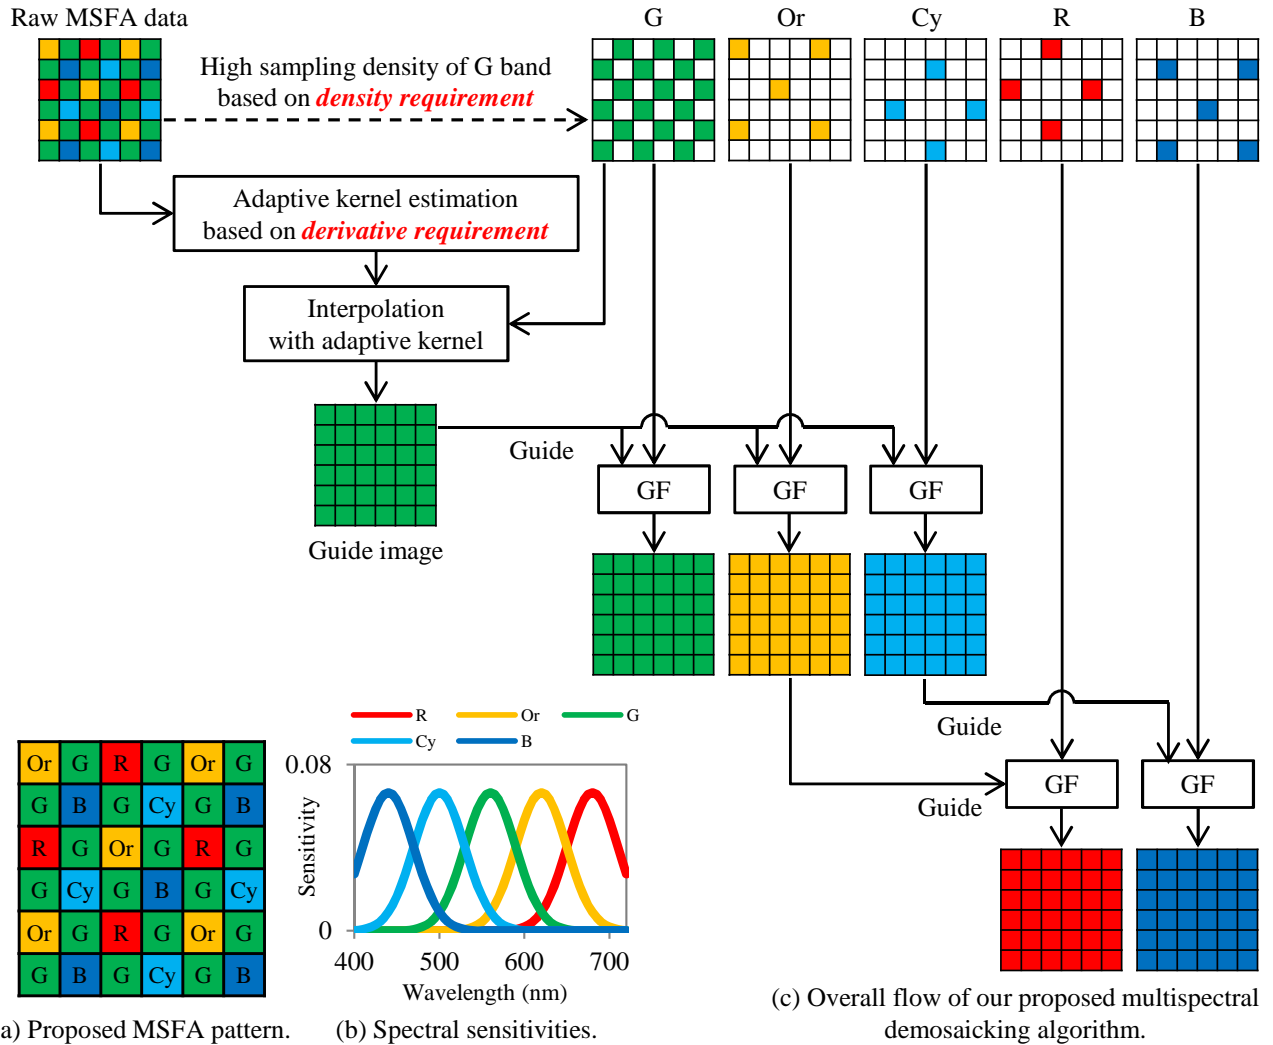 Raw MSFA data
G Or Cy R B
High sampling density of G band
based on density requirement
Adaptive kernel estimation
based on derivative requirement
Interpolation
with adaptive kernel
Guide
GF GF GF
Guide image
Guide
GF GF
Guide
Or G R G Or G
G B G Cy G B
R G Or G R G
G Cy G B G Cy
Or G R G Or G
G B G Cy G B
a) Proposed MSFA pattern.
R Or G
Cy B
0.08
Sensitivity
0
400 500 600 700
Wavelength (nm)
(b) Spectral sensitivities.
(c) Overall flow of our proposed multispectral
demosaicking algorithm.